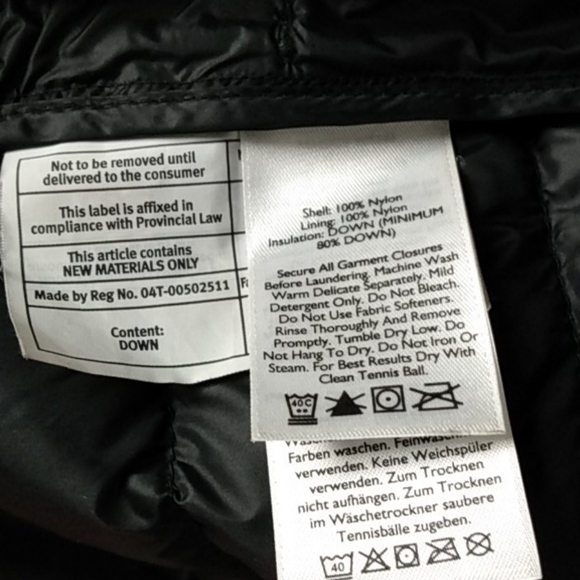 Not to be removed until
delivered to the consumer
This label is affixed in
compliance with Provincial Law
This article contains
NEW MATERIALS ONLY
Made by Reg No. 04T-00502511
Content:
DOWN
Shell: 100% Nylon
Lining: 100% Nylon
Insulation: DOWN (MINIMUM
80% DOWN)
Secure All Garment Closures
Before Laundering. Machine Wash
Warm Delicate Separately. Mild
Detergent Only. Do Not Bleach.
Do Not Use Fabric Softeners.
Rinse Thoroughly And Remove
Promptly. Tumble Dry Low. Do
Not Hang To Dry. Do Not Iron Or
Steam. For Best Results Dry With
Clean Tennis Ball.
40C
Farben waschen. Feinwasch
verwenden. Keine Weichspüler
verwenden. Zum Trocknen
nicht aufhängen. Zum Trocknen
im Wäschetrockner saubere
Tennisbälle zugeben.
40